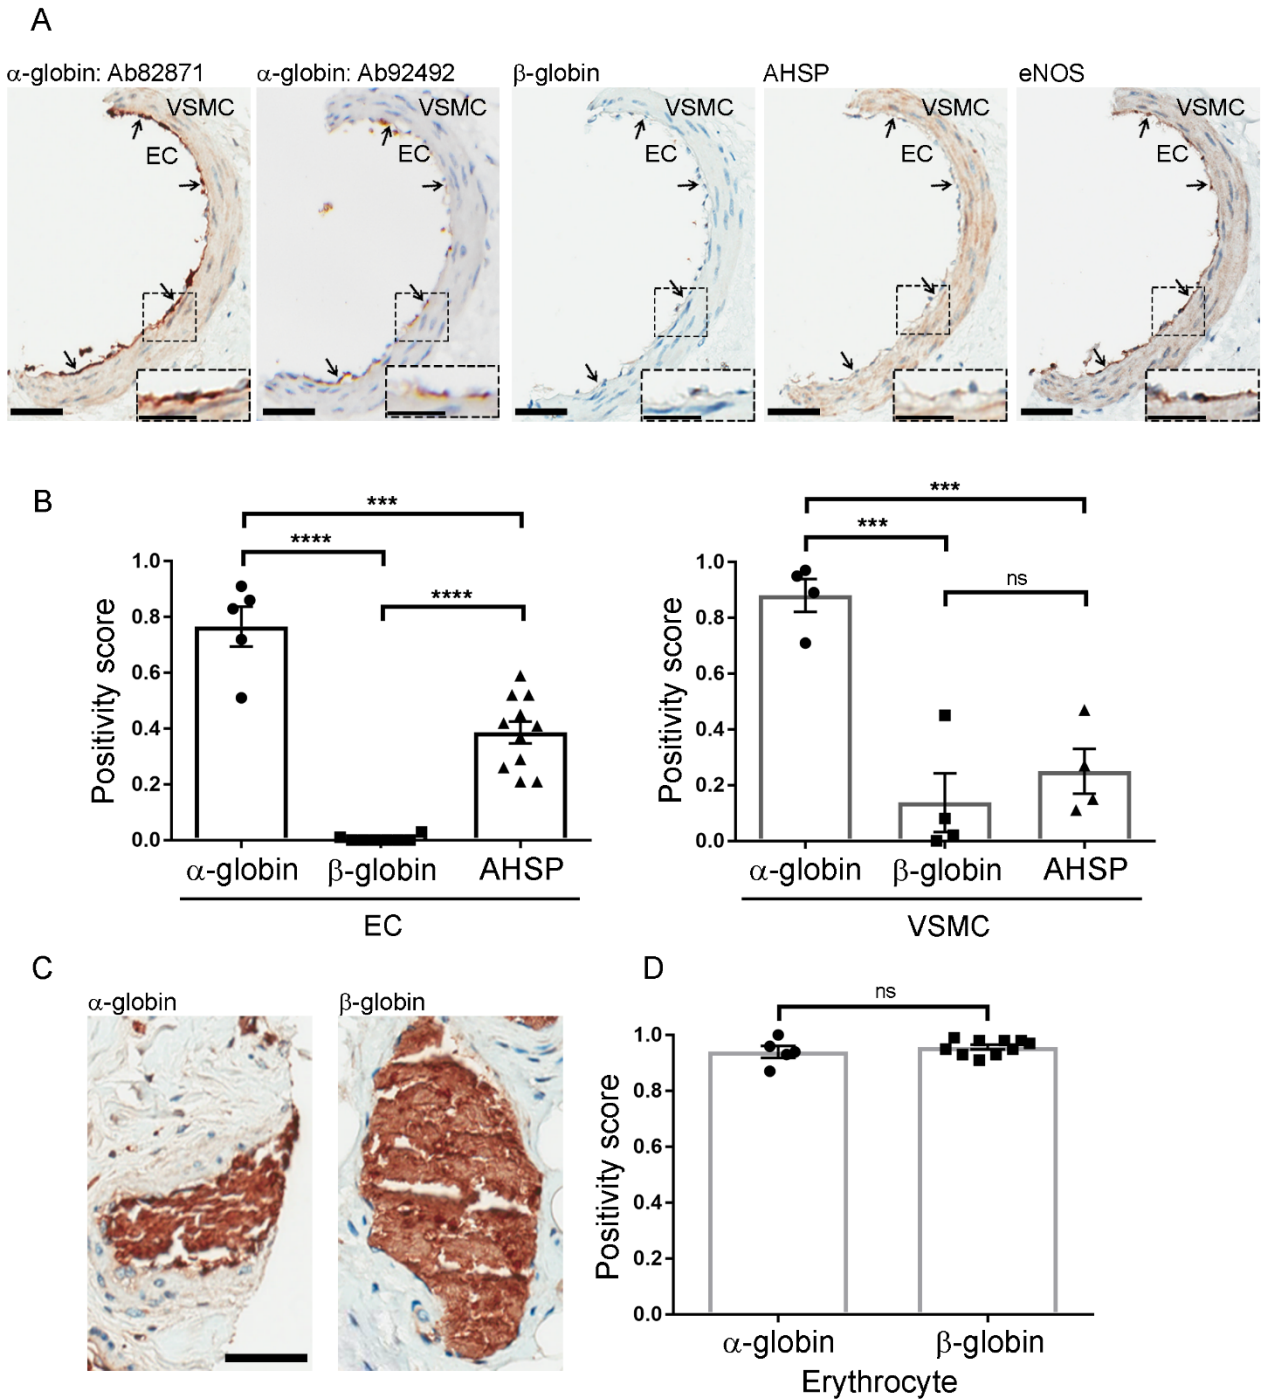 A
α-globin: Ab82871
α-globin: Ab92492
β-globin
AHSP
eNOS
VSMC
VSMC
VSMC
VSMC
VSMC
EC
EC
EC
EC
EC
B
***
****
****
1.0
0.8
0.6
0.4
0.2
0.0
Positivity score
α-globin
β-globin
AHSP
EC
***
***
ns
1.0
0.8
0.6
0.4
0.2
0.0
Positivity score
α-globin
β-globin
AHSP
VSMC
C
α-globin
β-globin
D
ns
1.0
0.8
0.6
0.4
0.2
0.0
Positivity score
α-globin
β-globin
Erythrocyte